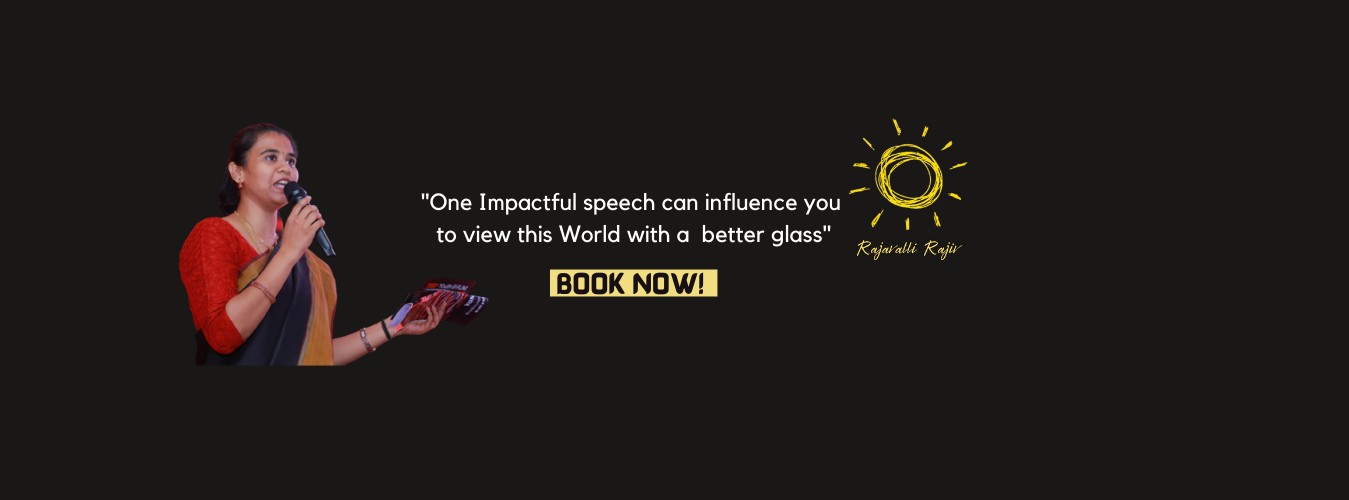 "One Impactful speech can influence you
to view this World with a better glass"
BOOK NOW!
Rajavalli Rajiv